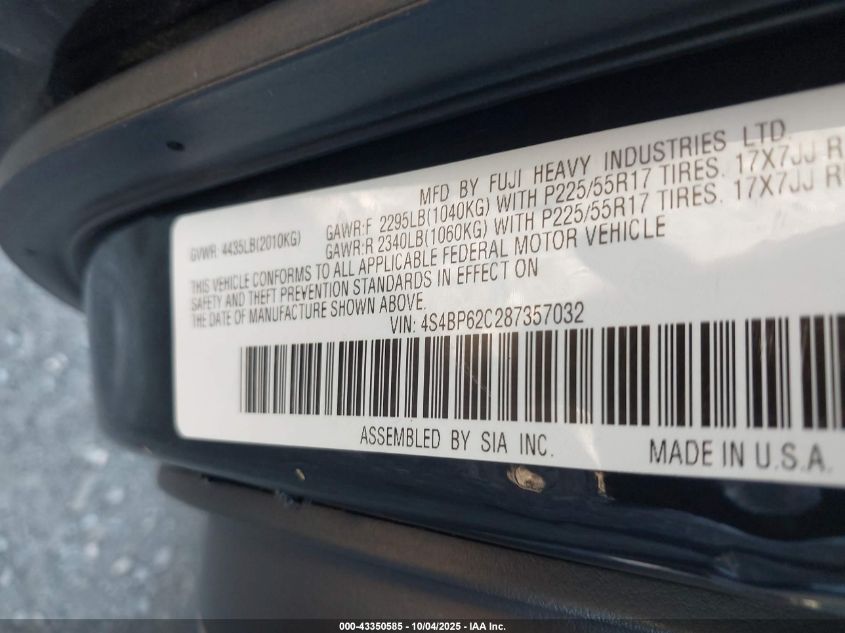 MFD BY FUJI HEAVY INDUSTRIES LTD
GVWR: 4435LB(2010KG)
GAWR:F 2295LB(1040KG) WITH P225/55R17 TIRES. 17X7JJ
GAWR:R 2340LB(1060KG) WITH P225/55R17 TIRES. 17X7JJ
THIS VEHICLE CONFORMS TO ALL APPLICABLE FEDERAL MOTOR VEHICLE
SAFETY AND THEFT PREVENTION STANDARDS IN EFFECT ON
THE DATE OF MANUFACTURE SHOWN ABOVE.
VIN: 4S4BP62C287357032
ASSEMBLED BY SIA INC.
MADE IN U.S.A.
000-43350585 - 10/04/2025 - IAA Inc.